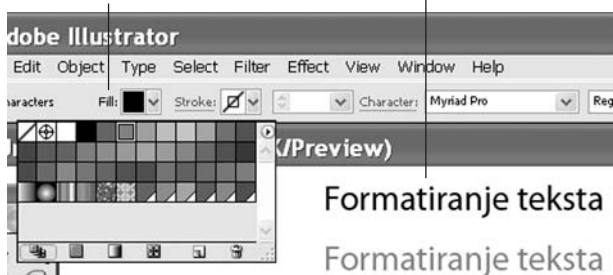 dobe Illustrator
Edit Object Type Select Filter Effect View Window Help
haracters Fill: Stroke: Character: Myriad Pro Reg
K/Preview)
Formatiranje teksta
Formatiranje teksta